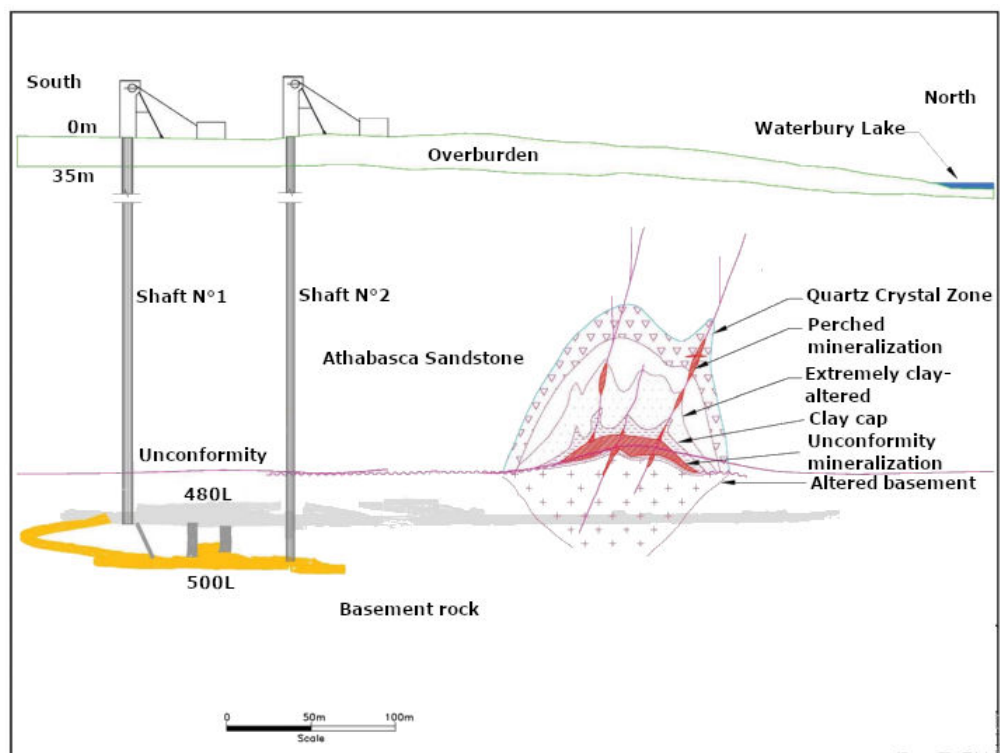 South
North
0m
Waterbury Lake
Overburden
35m
Shaft N°1
Shaft N°2
Quartz Crystal Zone
Perched
mineralization
Athabasca Sandstone
Extremely clay-
altered
Clay cap
Unconformity
Unconformity
mineralization
480L
Altered basement
500L
Basement rock
0
50m
100m
Scale